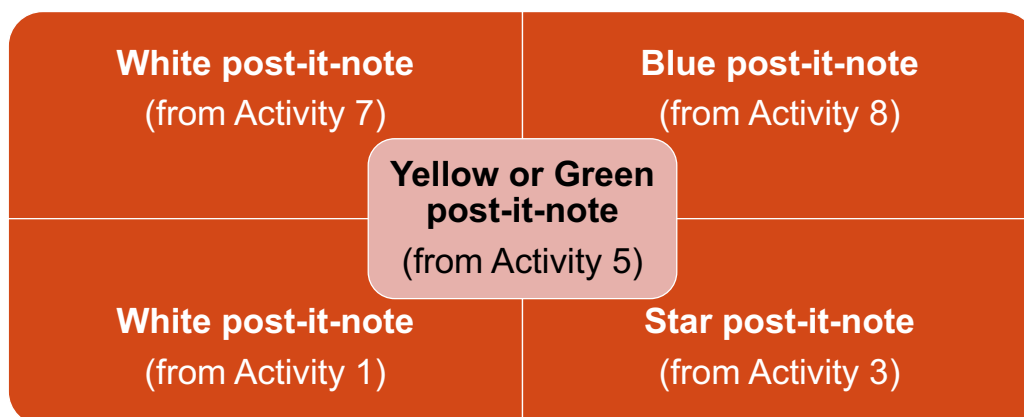 White post-it-note
(from Activity 7)
Blue post-it-note
(from Activity 8)
Yellow or Green
post-it-note
(from Activity 5)
White post-it-note
(from Activity 1)
Star post-it-note
(from Activity 3)